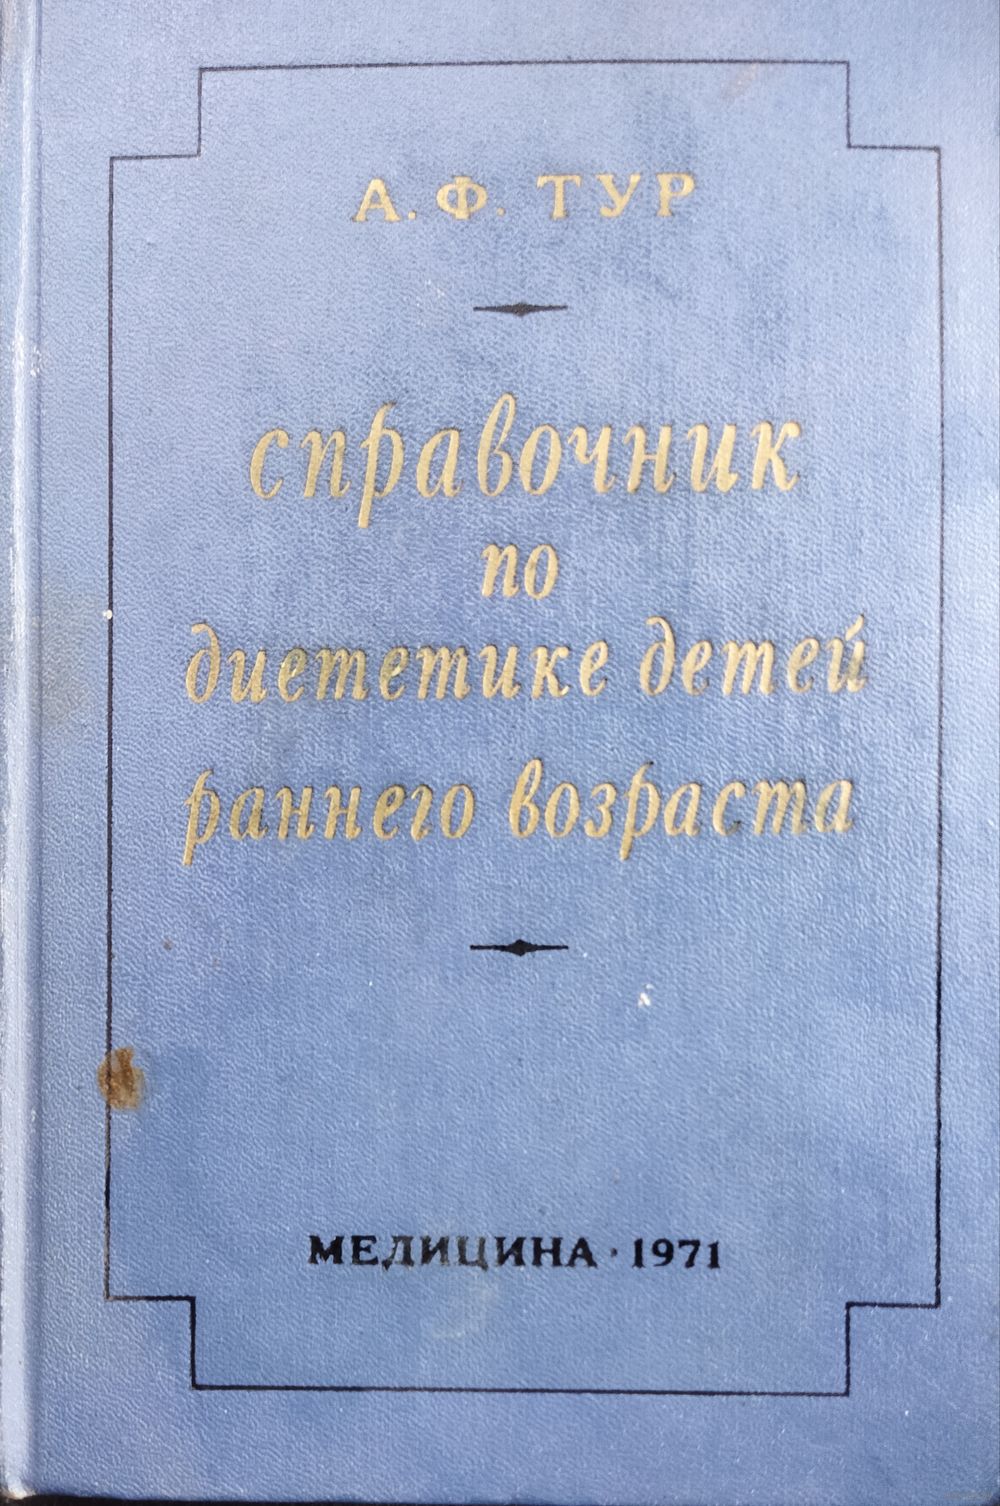 А. Ф. ТУР
справочник
по
диететике детей
раннего возраста
МЕДИЦИНА · 1971